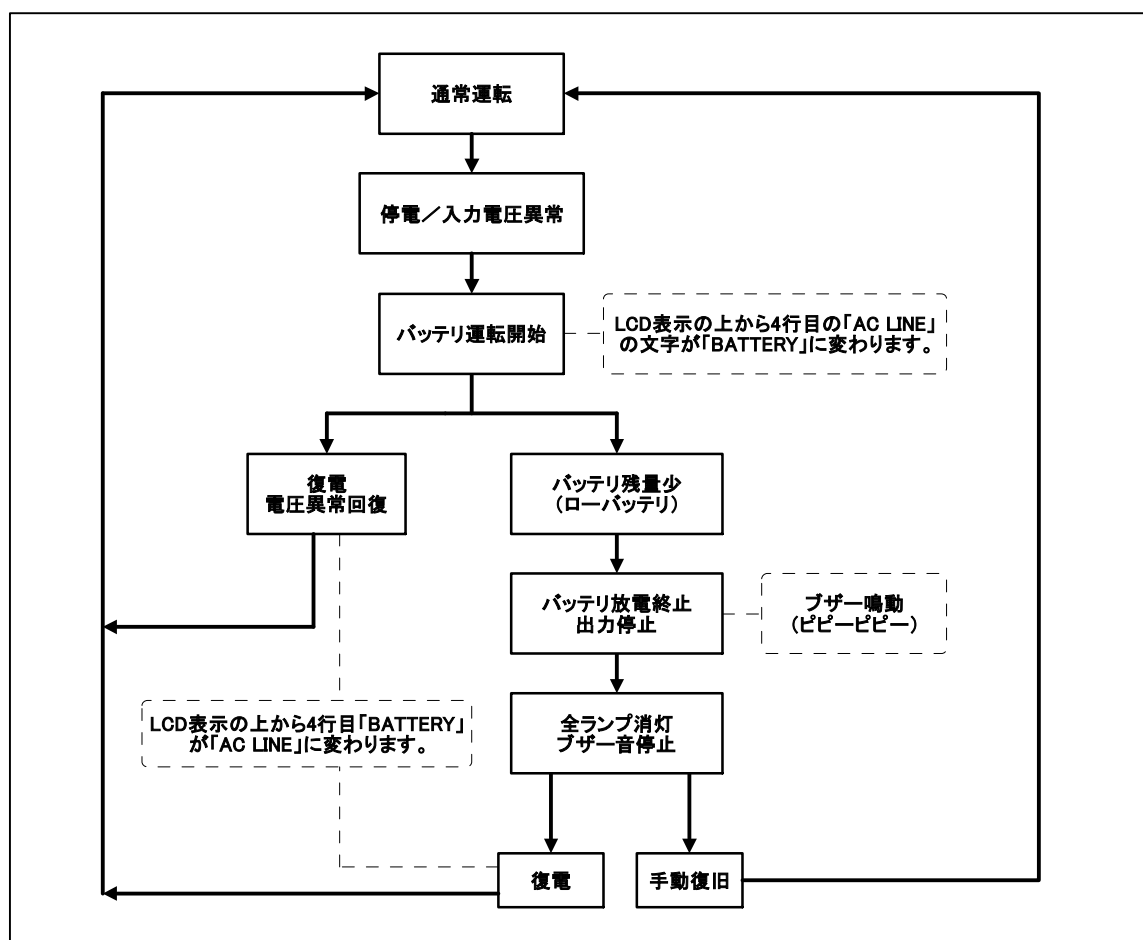 通常運転
停電／入力電圧異常
バッテリ運転開始
LCD表示の上から4行目の「AC LINE」
の文字が「BATTERY」に変わります。
復電
電圧異常回復
バッテリ残量少
(ローバッテリ)
バッテリ放電終止
出力停止
ブザー鳴動
(ピピーピピー)
LCD表示の上から4行目「BATTERY」
が「AC LINE」に変わります。
全ランプ消灯
ブザー音停止
復電
手動復旧